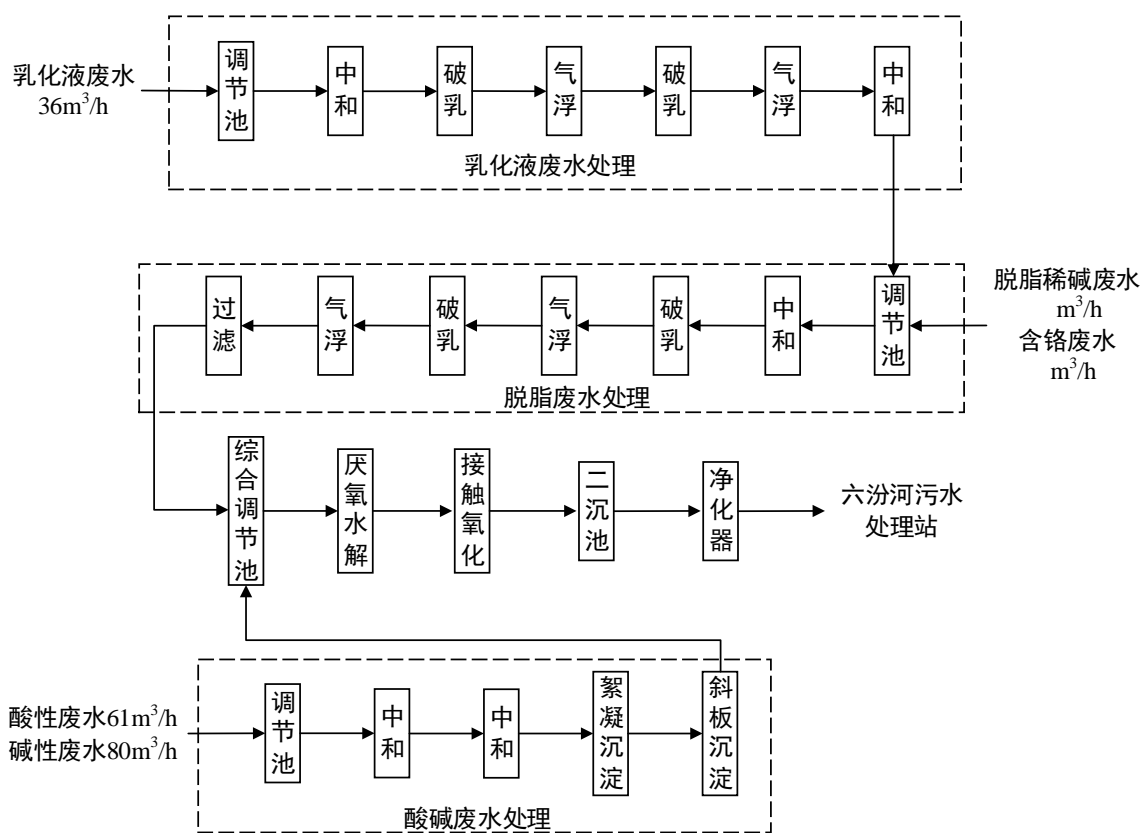 乳化液废水
36m³/h
调节池
中和
破乳
气浮
破乳
气浮
中和
乳化液废水处理
过滤
气浮
破乳
气浮
破乳
中和
调节池
脱脂稀碱废水
m³/h
含铬废水
m³/h
脱脂废水处理
综合调节池
厌氧水解
接触氧化
二沉池
净化器
六汾河污水
处理站
酸性废水61m³/h
碱性废水80m³/h
调节池
中和
中和
絮凝沉淀
斜板沉淀
酸碱废水处理